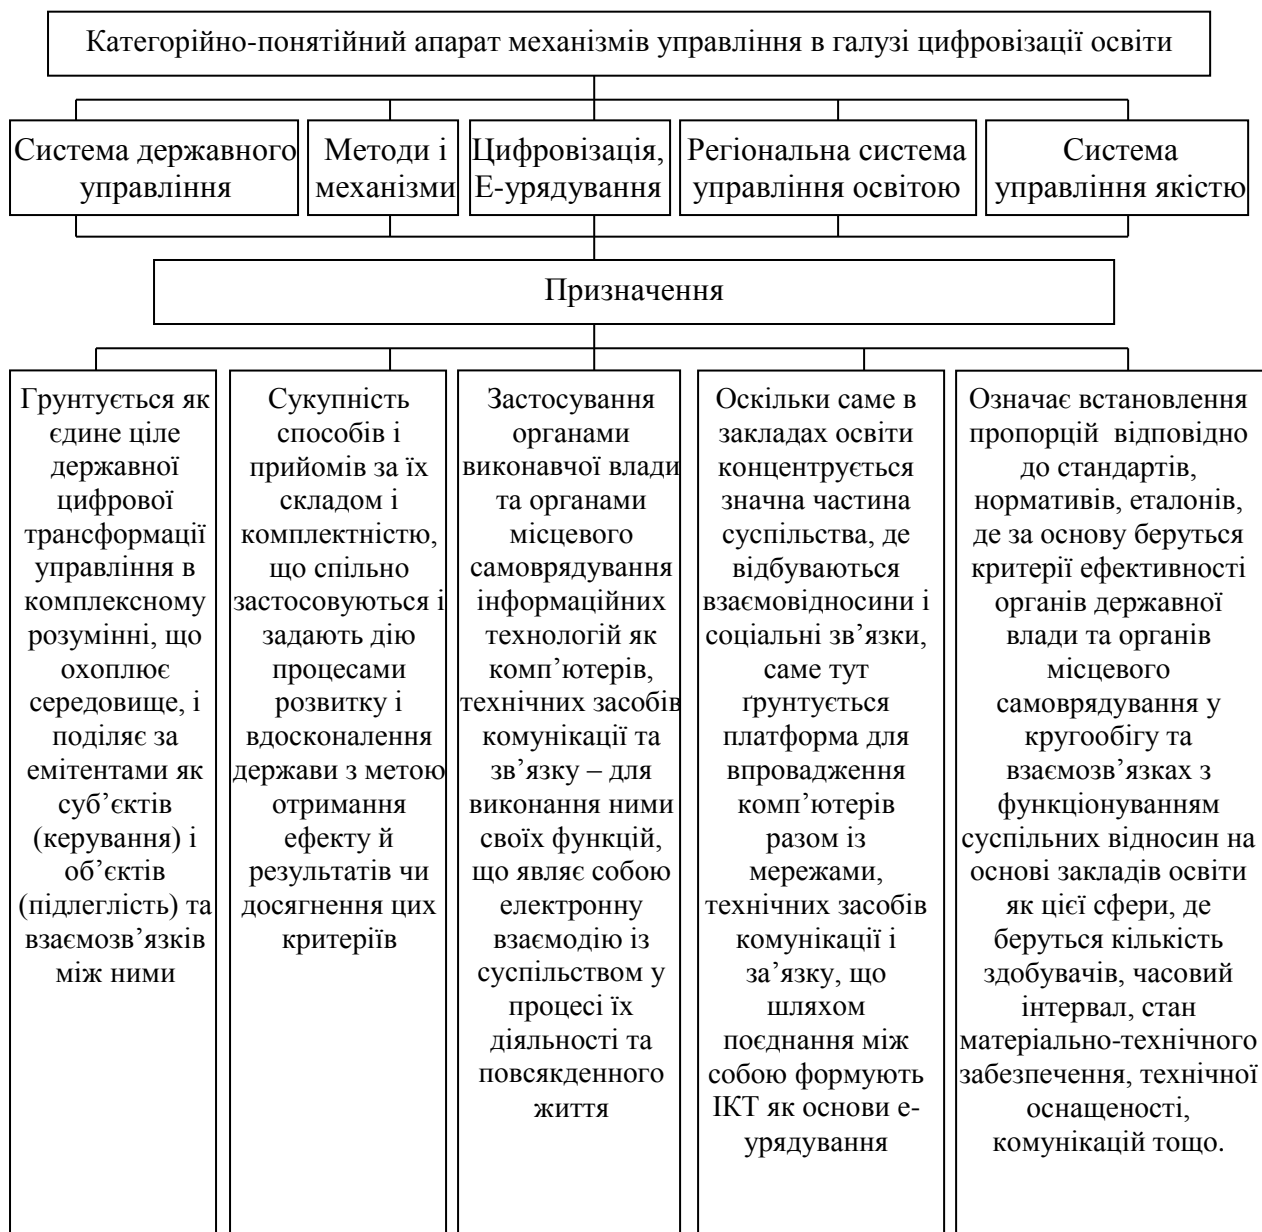 Категорійно-понятійний апарат механізмів управління в галузі цифровізації освіти
Система державного
управління
Методи і
механізми
Цифровізація,
Е-урядування
Регіональна система
управління освітою
Система
управління якістю
Призначення
Грунтується як
єдине ціле
державної
цифрової
трансформації
управління в
комплексному
розумінні, що
охоплює
середовище, і
поділяє за
емітентами як
суб’єктів
(керування) і
об’єктів
(підлеглість) та
взаємозв’язків
між ними
Сукупність
способів і
прийомів за їх
складом і
комплектністю,
що спільно
застосовуються і
задають дію
процесами
розвитку і
вдосконалення
держави з метою
отримання
ефекту й
результатів чи
досягнення цих
критеріїв
Застосування
органами
виконавчої влади
та органами
місцевого
самоврядування
інформаційних
технологій як
комп’ютерів,
технічних засобів
комунікації та
зв’язку – для
виконання ними
своїх функцій,
що являє собою
електронну
взаємодію із
суспільством у
процесі їх
діяльності та
повсякденного
життя
Оскільки саме в
закладах освіти
концентрується
значна частина
суспільства, де
відбуваються
взаємовідносини і
соціальні зв’язки,
саме тут
ґрунтується
платформа для
впровадження
комп’ютерів
разом із
мережами,
технічних засобів
комунікації і
за’язку, що
шляхом
поєднання між
собою формують
ІКТ як основи е-
урядування
Означає встановлення
пропорцій відповідно
до стандартів,
нормативів, еталонів,
де за основу беруться
критерії ефективності
органів державної
влади та органів
місцевого
самоврядування у
кругообігу та
взаємозв’язках з
функціонуванням
суспільних відносин на
основі закладів освіти
як цієї сфери, де
беруться кількість
здобувачів, часовий
інтервал, стан
матеріально-технічного
забезпечення, технічної
оснащеності,
комунікацій тощо.